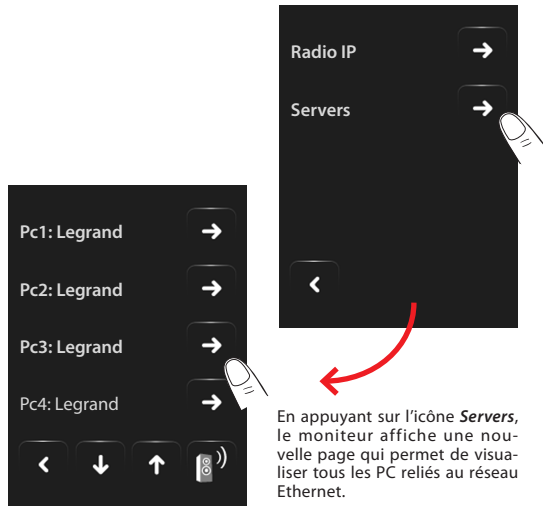 Radio IP
Servers
Pc1: Legrand
Pc2: Legrand
Pc3: Legrand
Pc4: Legrand
En appuyant sur l'icône Servers,
le moniteur affiche une nou-
velle page qui permet de visua-
liser tous les PC reliés au réseau
Ethernet.